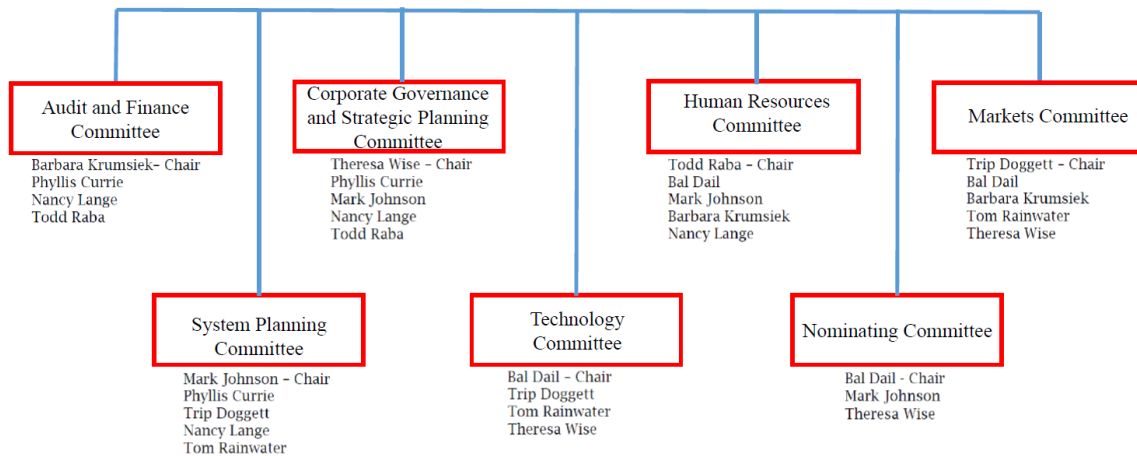 Audit and Finance
Committee
Barbara Krumsiek– Chair
Phyllis Currie
Nancy Lange
Todd Raba
Corporate Governance
and Strategic Planning
Committee
Theresa Wise – Chair
Phyllis Currie
Mark Johnson
Nancy Lange
Todd Raba
Human Resources
Committee
Todd Raba – Chair
Bal Dail
Mark Johnson
Barbara Krumsiek
Nancy Lange
Markets Committee
Trip Doggett – Chair
Bal Dail
Barbara Krumsiek
Tom Rainwater
Theresa Wise
System Planning
Committee
Mark Johnson – Chair
Phyllis Currie
Trip Doggett
Nancy Lange
Tom Rainwater
Technology
Committee
Bal Dail – Chair
Trip Doggett
Tom Rainwater
Theresa Wise
Nominating Committee
Bal Dail - Chair
Mark Johnson
Theresa Wise